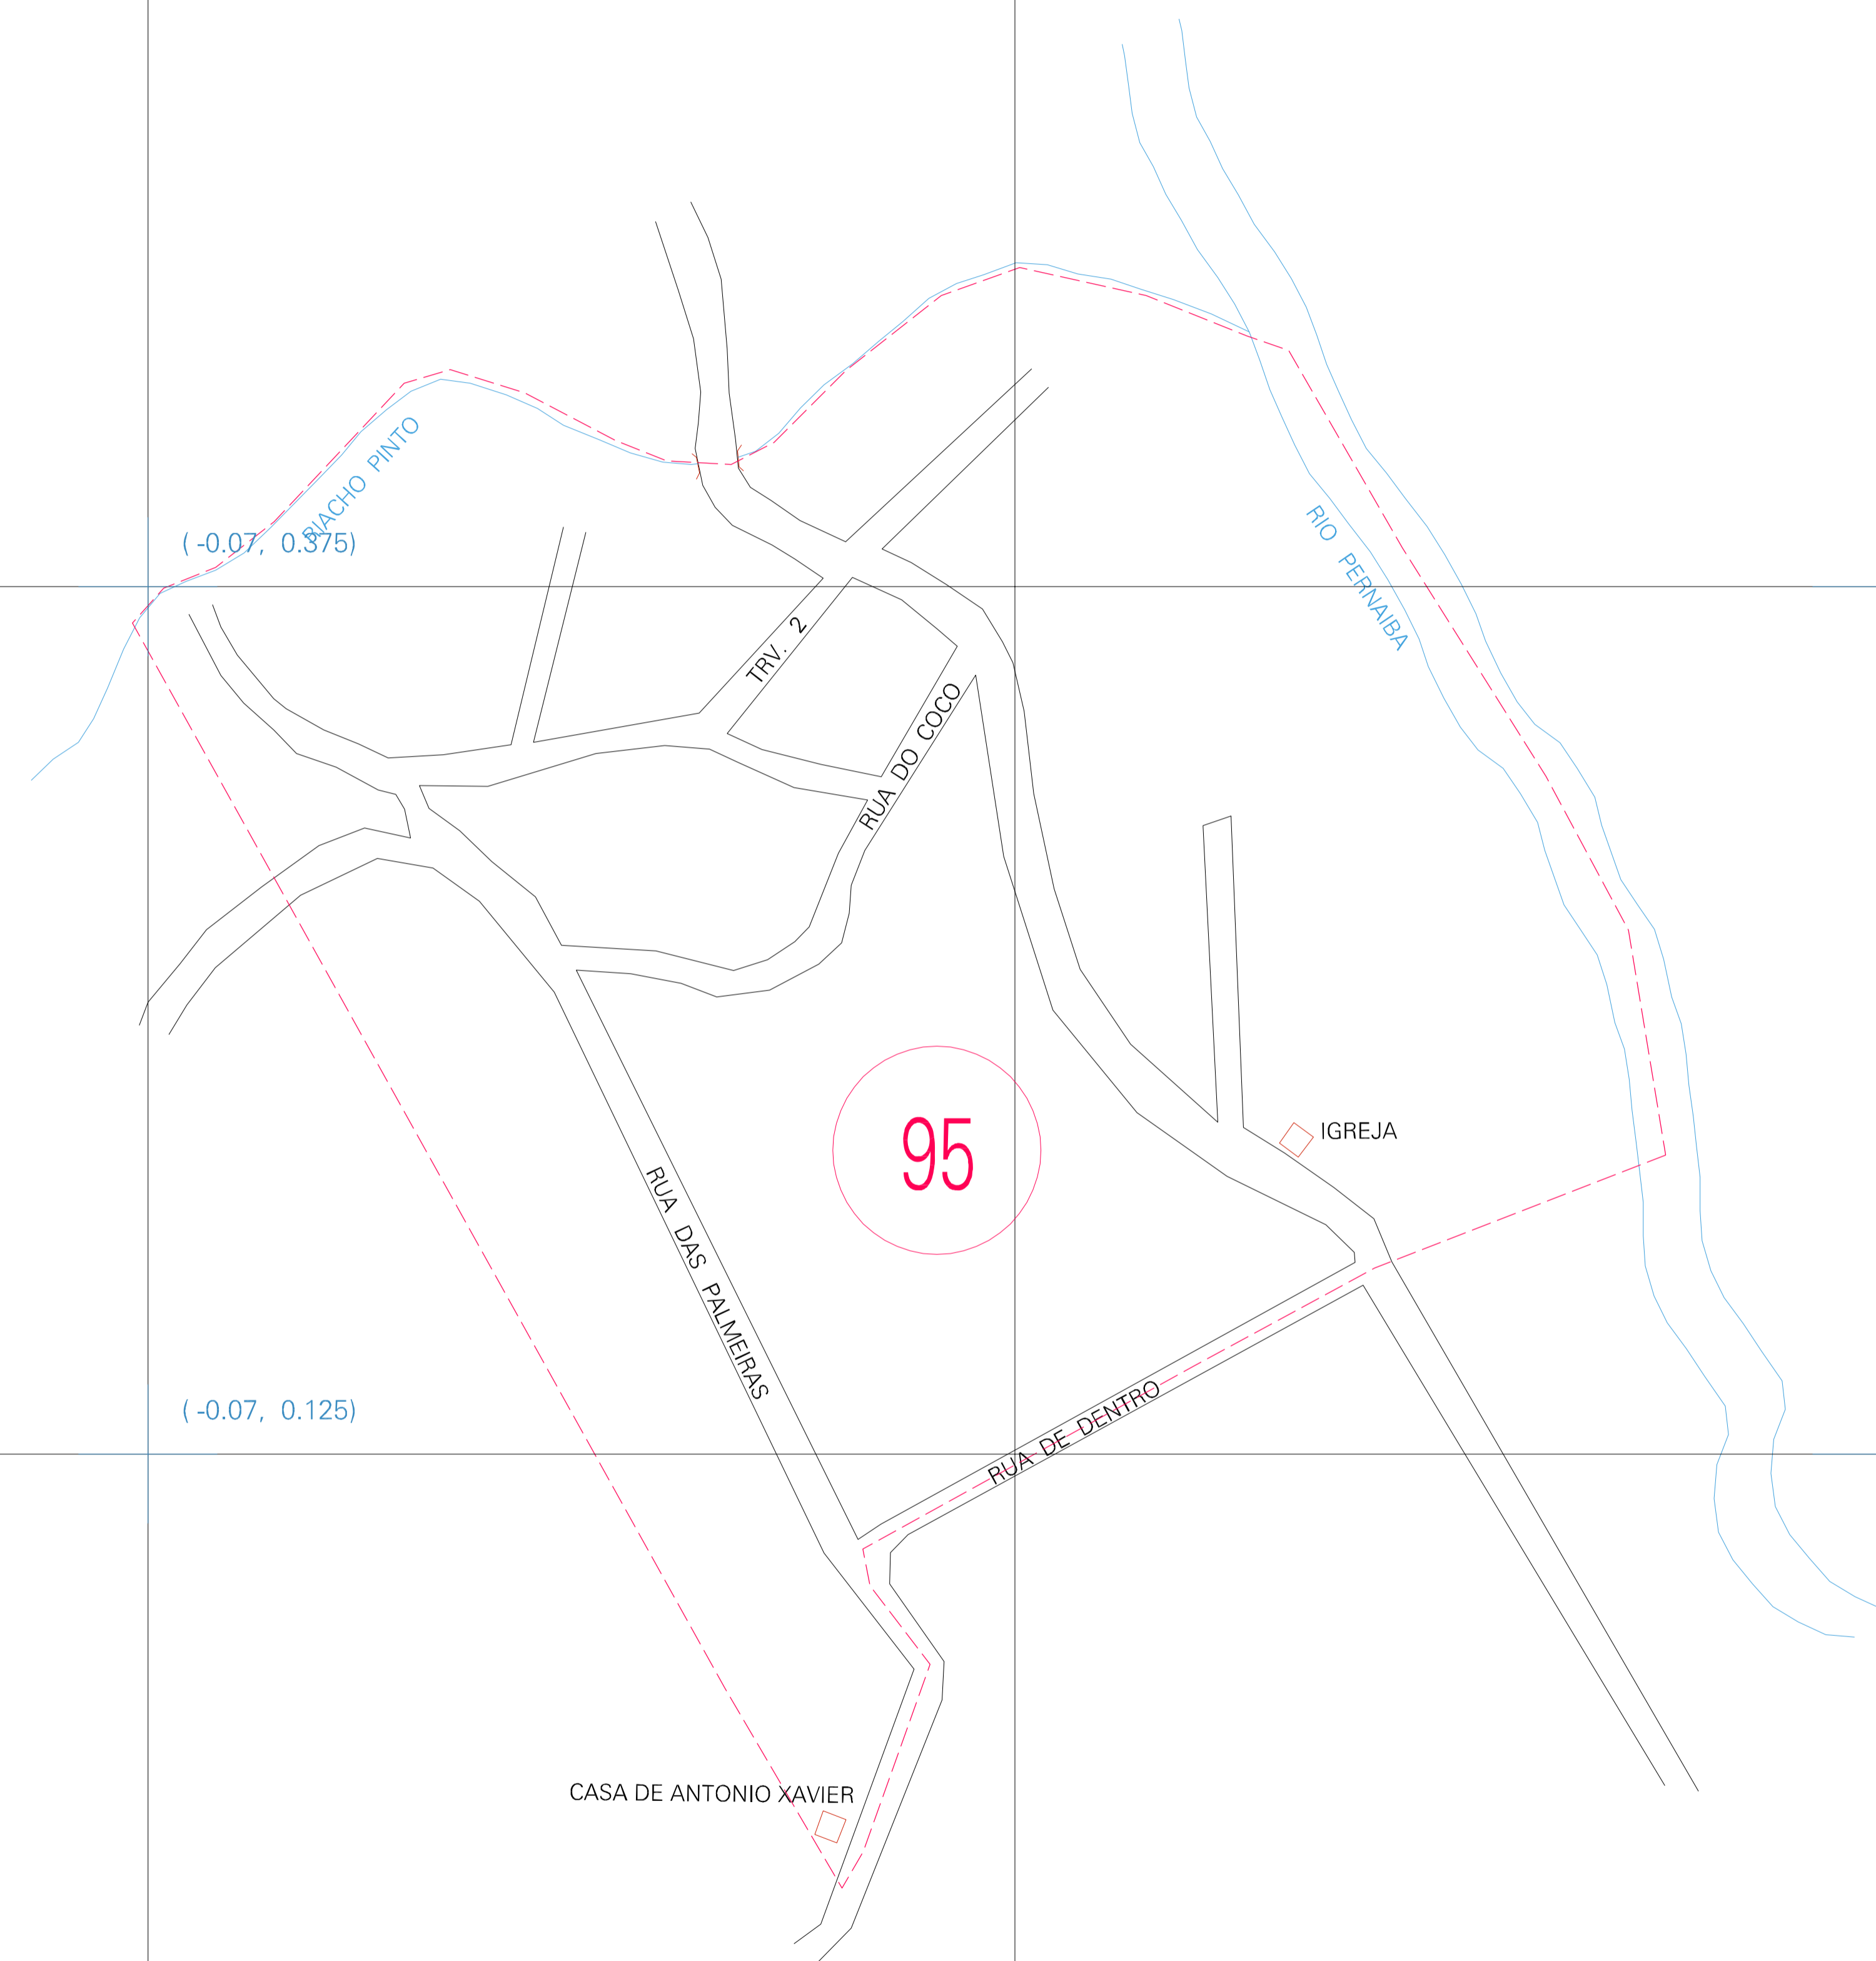 BIACHO PINTO
(-0.07, 0.375)
RIO PERNAIBA
TRV. 2
RUA DO COCO
95
IGREJA
RUA DAS PALMEIRAS
RUA DE DENTRO
(-0.07, 0.125)
CASA DE ANTONIO XAVIER